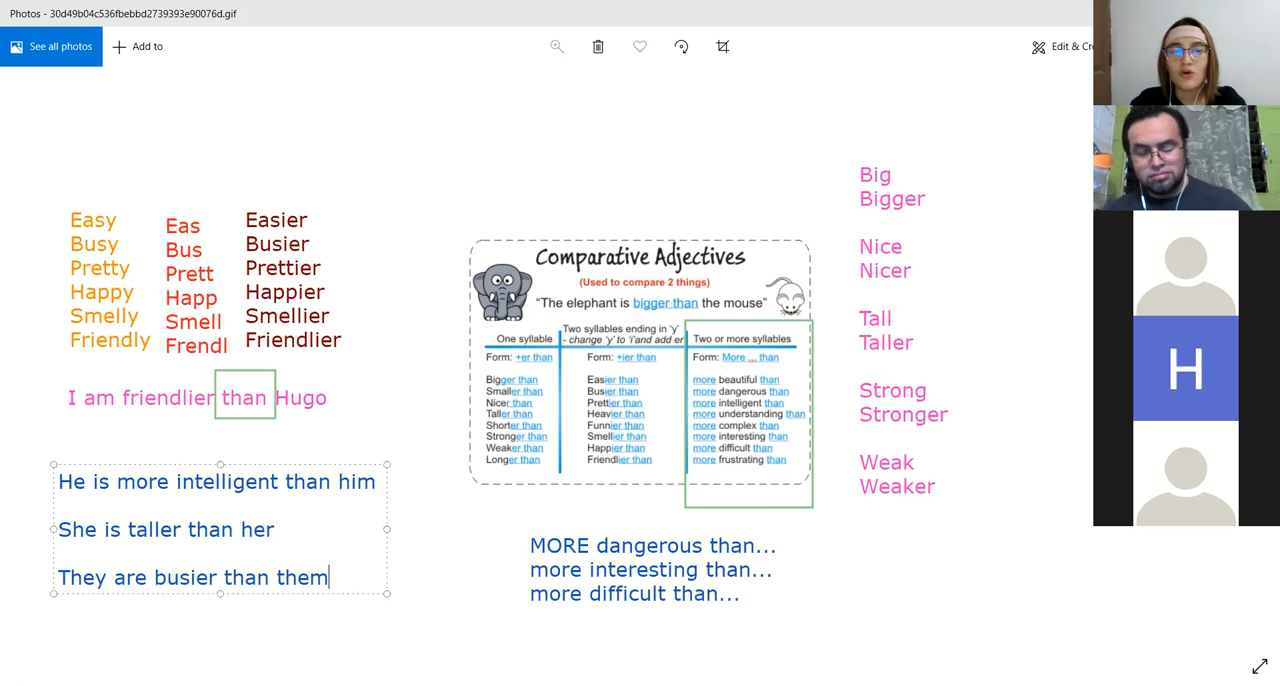 Photos - 30d49b04c536fbebbd2739393e90076d.gif
See all photos
Add to
Edit & Cr
Easy
Busy
Pretty
Happy
Smelly
Friendly
Eas
Bus
Prett
Happ
Smell
Frendl
Easier
Busier
Prettier
Happier
Smellier
Friendlier
I am friendlier than Hugo
He is more intelligent than him
She is taller than her
They are busier than them
Comparative Adjectives
(Used to compare 2 things)
“The elephant is bigger than the mouse”
One syllable
Form: +er than
Bigger than
Smaller than
Nicer than
Taller than
Shorter than
Stronger than
Weaker than
Longer than
Two syllables ending in ‘y’
- change ‘y’ to ‘i’and add er
Form: +ier than
Easier than
Busier than
Prettier than
Heavier than
Funnier than
Smellier than
Happier than
Friendlier than
Two or more syllables
Form: More ... than
more beautiful than
more dangerous than
more intelligent than
more understanding than
more complex than
more interesting than
more difficult than
more frustrating than
MORE dangerous than...
more interesting than...
more difficult than...
Big
Bigger
Nice
Nicer
Tall
Taller
Strong
Stronger
Weak
Weaker
H